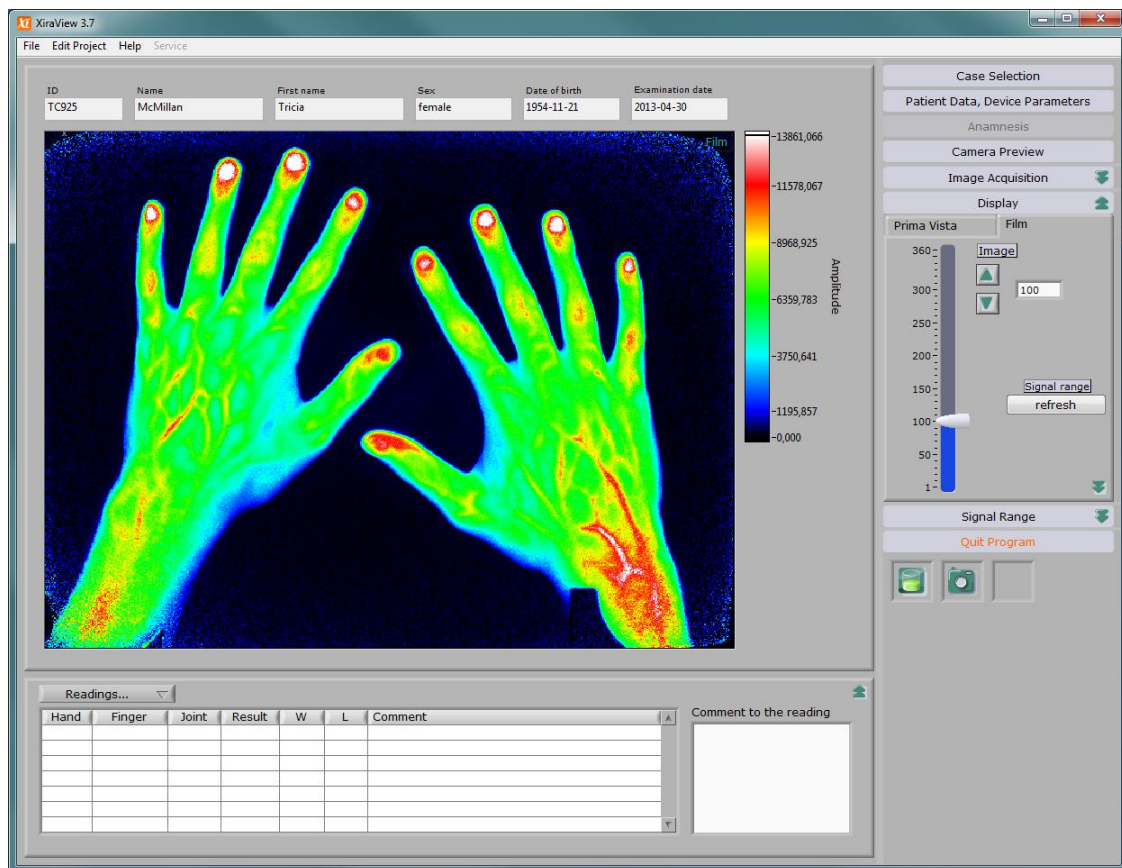 Xi XiraView 3.7
File Edit Project Help Service
ID Name First name Sex Date of birth Examination date
TC925 McMillan Tricia female 1954-11-21 2013-04-30
Film
13861,066
11578,067
8968,925
6359,783
3750,641
1195,857
0,000
Amplitude
Case Selection
Patient Data, Device Parameters
Anamnesis
Camera Preview
Image Acquisition
Display
Prima Vista Film
360
300
250
200
150
100
50
1
Image
100
Signal range
refresh
Signal Range
Quit Program
Readings...
Hand Finger Joint Result W L Comment
Comment to the reading